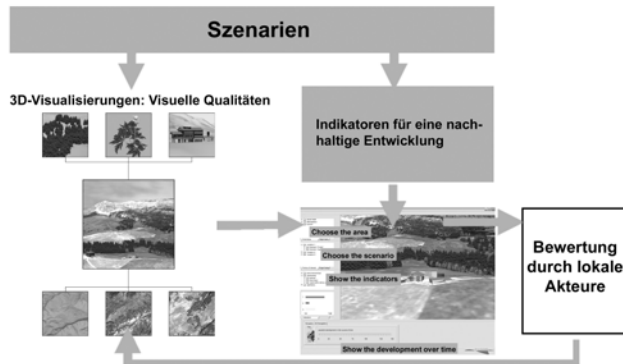 Szenarien
3D-Visualisierungen: Visuelle Qualitäten
Indikatoren für eine nach-
haltige Entwicklung
Choose the area
Choose the scenario
Show the indicators
Show the development over time
Bewertung
durch lokale
Akteure